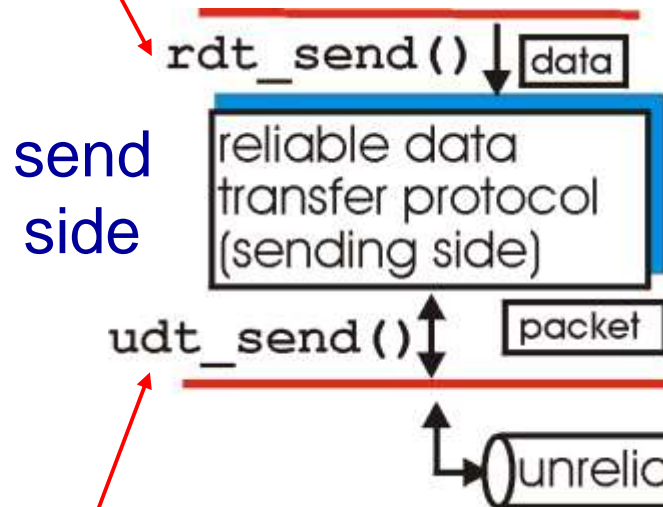 rdt_send()
data
send
side
reliable data
transfer protocol
(sending side)
udt_send()
packet